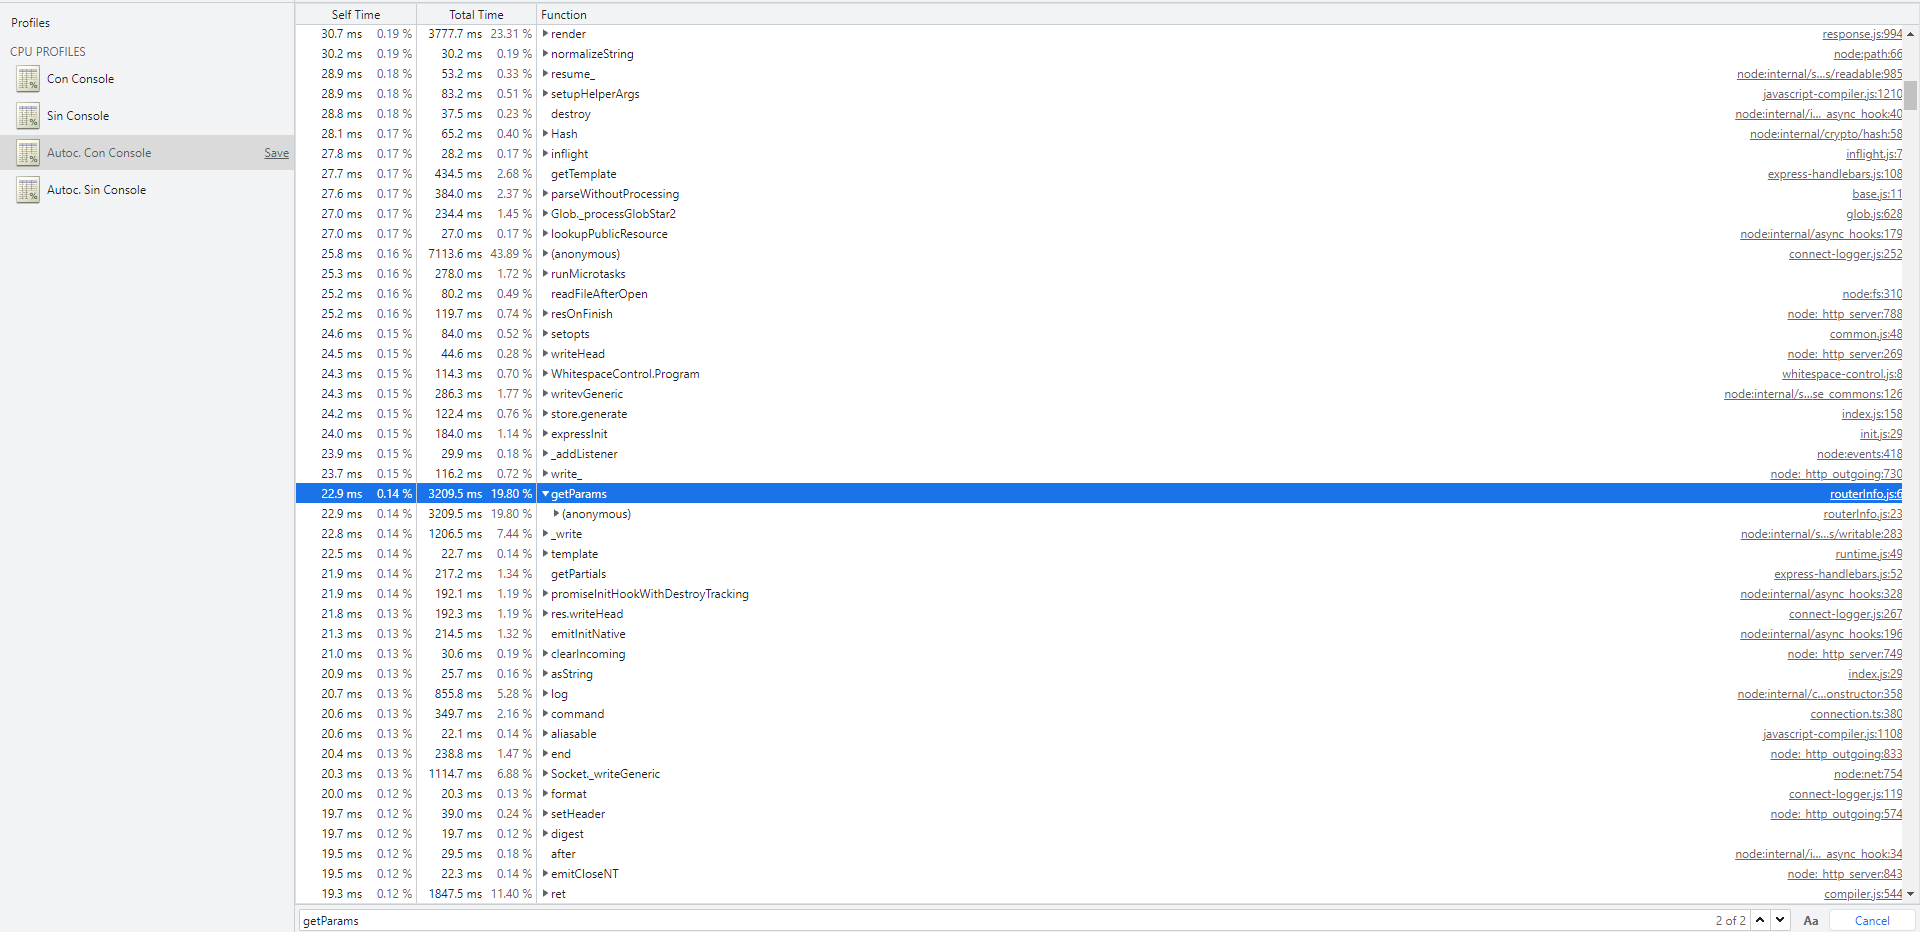 Profiles
CPU PROFILES
Con Console
Sin Console
Autoc. Con Console Save
Autoc. Sin Console
Self Time Total Time Function
30.7 ms 0.19 % 3777.7 ms 23.31 % render response.js:994
30.2 ms 0.19 % 30.2 ms 0.19 % normalizeString node:path:66
28.9 ms 0.18 % 53.2 ms 0.33 % resume_ node:internal/s...s/readable:985
28.9 ms 0.18 % 83.2 ms 0.51 % setupHelperArgs javascript-compiler.js:1210
28.8 ms 0.18 % 37.5 ms 0.23 % destroy node:internal/i..._async_hook:40
28.1 ms 0.17 % 65.2 ms 0.40 % Hash node:internal/crypto/hash:58
27.8 ms 0.17 % 28.2 ms 0.17 % inflight inflight.js:7
27.7 ms 0.17 % 434.5 ms 2.68 % getTemplate express-handlebars.js:108
27.6 ms 0.17 % 384.0 ms 2.37 % parseWithoutProcessing base.js:11
27.0 ms 0.17 % 234.4 ms 1.45 % Glob._processGlobStar2 glob.js:628
27.0 ms 0.17 % 27.0 ms 0.17 % lookupPublicResource node:internal/async_hooks:179
25.8 ms 0.16 % 7113.6 ms 43.89 % (anonymous) connect-logger.js:252
25.3 ms 0.16 % 278.0 ms 1.72 % runMicrotasks
25.2 ms 0.16 % 80.2 ms 0.49 % readFileAfterOpen node:fs:310
25.2 ms 0.16 % 119.7 ms 0.74 % resOnFinish node:_http_server:788
24.6 ms 0.15 % 84.0 ms 0.52 % setopts common.js:48
24.5 ms 0.15 % 44.6 ms 0.28 % writeHead node:_http_server:269
24.3 ms 0.15 % 114.3 ms 0.70 % WhitespaceControl.Program whitespace-control.js:8
24.3 ms 0.15 % 286.3 ms 1.77 % writevGeneric node:internal/s...se_commons:126
24.2 ms 0.15 % 122.4 ms 0.76 % store.generate index.js:158
24.0 ms 0.15 % 184.0 ms 1.14 % expressInit init.js:29
23.9 ms 0.15 % 29.9 ms 0.18 % _addListener node:events:418
23.7 ms 0.15 % 116.2 ms 0.72 % write_ node:_http_outgoing:730
22.9 ms 0.14 % 3209.5 ms 19.80 % getParams routerInfo.js:6
22.9 ms 0.14 % 3209.5 ms 19.80 % (anonymous) routerInfo.js:23
22.8 ms 0.14 % 1206.5 ms 7.44 % _write node:internal/s...s/writable:283
22.5 ms 0.14 % 22.7 ms 0.14 % template runtime.js:49
21.9 ms 0.14 % 217.2 ms 1.34 % getPartials express-handlebars.js:52
21.9 ms 0.14 % 192.1 ms 1.19 % promiseInitHookWithDestroyTracking node:internal/async_hooks:328
21.8 ms 0.13 % 192.3 ms 1.19 % res.writeHead connect-logger.js:267
21.3 ms 0.13 % 214.5 ms 1.32 % emitInitNative node:internal/async_hooks:196
21.0 ms 0.13 % 30.6 ms 0.19 % clearIncoming node:_http_server:749
20.9 ms 0.13 % 25.7 ms 0.16 % asString index.js:29
20.7 ms 0.13 % 855.8 ms 5.28 % log node:internal/c...onstructor:358
20.6 ms 0.13 % 349.7 ms 2.16 % command connection.ts:380
20.6 ms 0.13 % 22.1 ms 0.14 % aliasable javascript-compiler.js:1108
20.4 ms 0.13 % 238.8 ms 1.47 % end node:_http_outgoing:833
20.3 ms 0.13 % 1114.7 ms 6.88 % Socket._writeGeneric node:net:754
20.0 ms 0.12 % 20.3 ms 0.13 % format connect-logger.js:119
19.7 ms 0.12 % 39.0 ms 0.24 % setHeader node:_http_outgoing:574
19.7 ms 0.12 % 19.7 ms 0.12 % digest
19.5 ms 0.12 % 29.5 ms 0.18 % after node:internal/i..._async_hook:34
19.5 ms 0.12 % 22.3 ms 0.14 % emitCloseNT node:_http_server:843
19.3 ms 0.12 % 1847.5 ms 11.40 % ret compiler.js:544
getParams 2 of 2 Aa Cancel